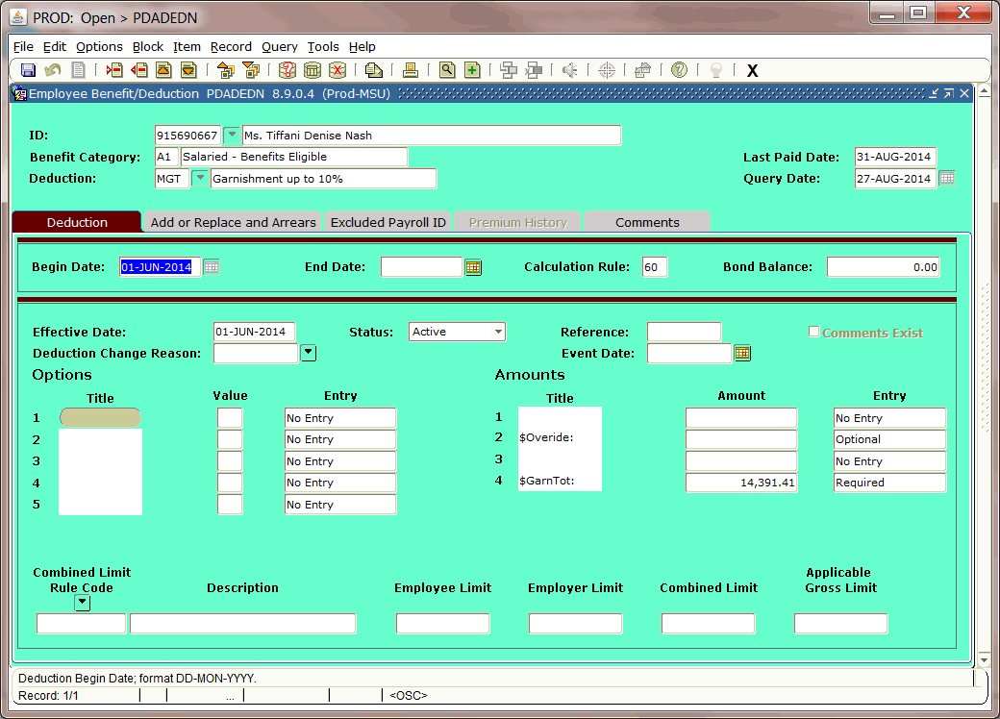 PROD: Open > PDADEDN
File Edit Options Block Item Record Query Tools Help
X
Employee Benefit/Deduction PDADEDN 8.9.0.4 (Prod-MSU)
ID: 915690667 Ms. Tiffani Denise Nash
Benefit Category: A1 Salaried - Benefits Eligible Last Paid Date: 31-AUG-2014
Deduction: MGT Garnishment up to 10% Query Date: 27-AUG-2014
Deduction Add or Replace and Arrears Excluded Payroll ID Premium History Comments
Begin Date: 01-JUN-2014 End Date: Calculation Rule: 60 Bond Balance: 0.00
Effective Date: 01-JUN-2014 Status: Active Reference: Comments Exist
Deduction Change Reason: Event Date:
Options Amounts
Title Value Entry Title Amount Entry
1 No Entry 1 No Entry
2 No Entry 2 $Overide: Optional
3 No Entry 3 No Entry
4 No Entry 4 $GarnTot: 14,391.41 Required
5 No Entry
Combined Limit Applicable
Rule Code Description Employee Limit Employer Limit Combined Limit Gross Limit
Deduction Begin Date; format DD-MON-YYYY.
Record: 1/1 ... <OSC>